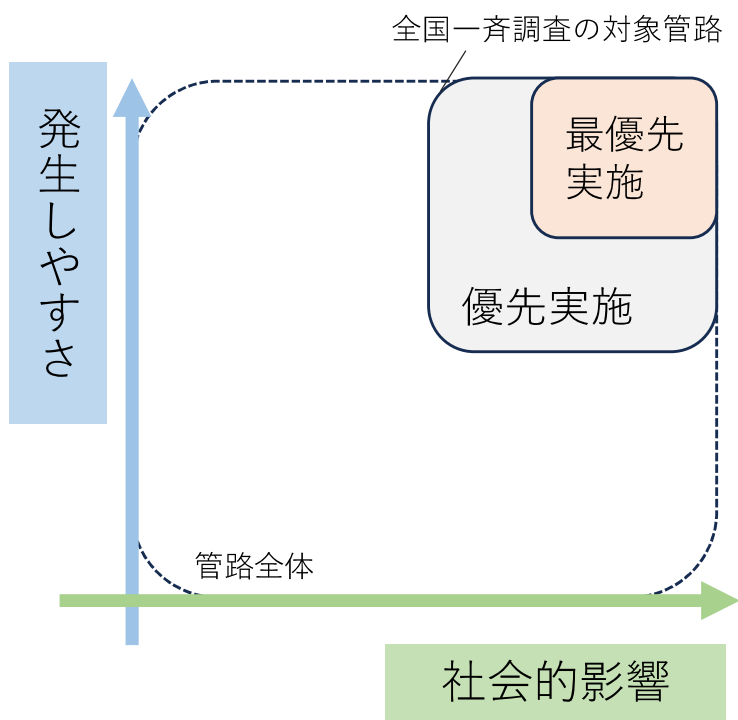 全国一斉調査の対象管路
発生しやすさ
最優先
実施
優先実施
管路全体
社会的影響